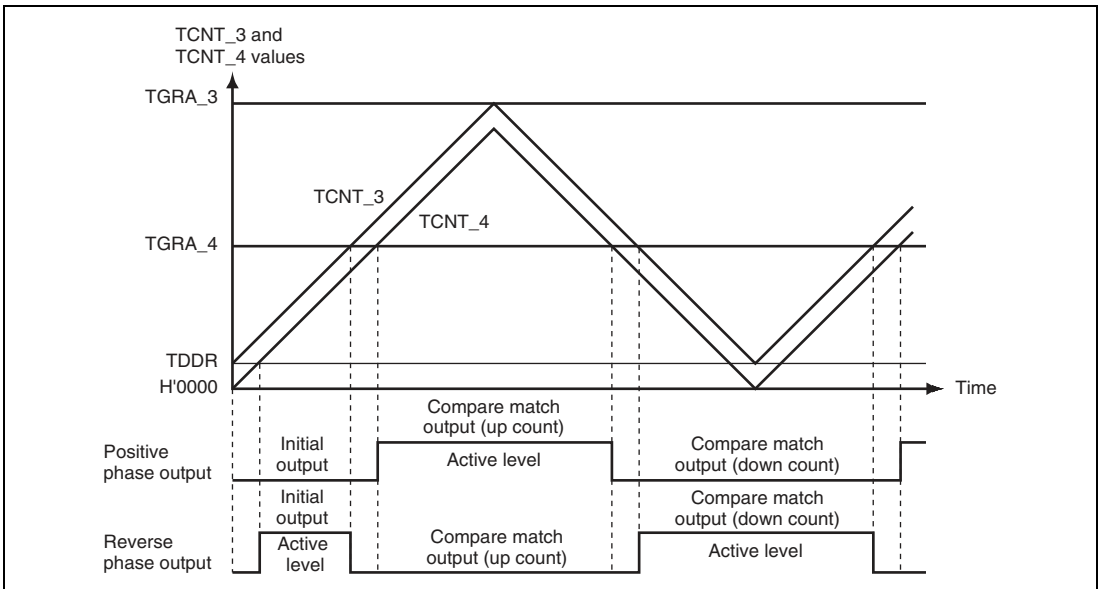 TCNT_3 and
TCNT_4 values
TGRA_3
TCNT_3
TCNT_4
TGRA_4
TDDR
H'0000
Time
Compare match
output (up count)
Positive
phase output
Initial
output
Active level
Compare match
output (down count)
Initial
output
Compare match
output (down count)
Reverse
phase output
Active
level
Compare match
output (up count)
Active level